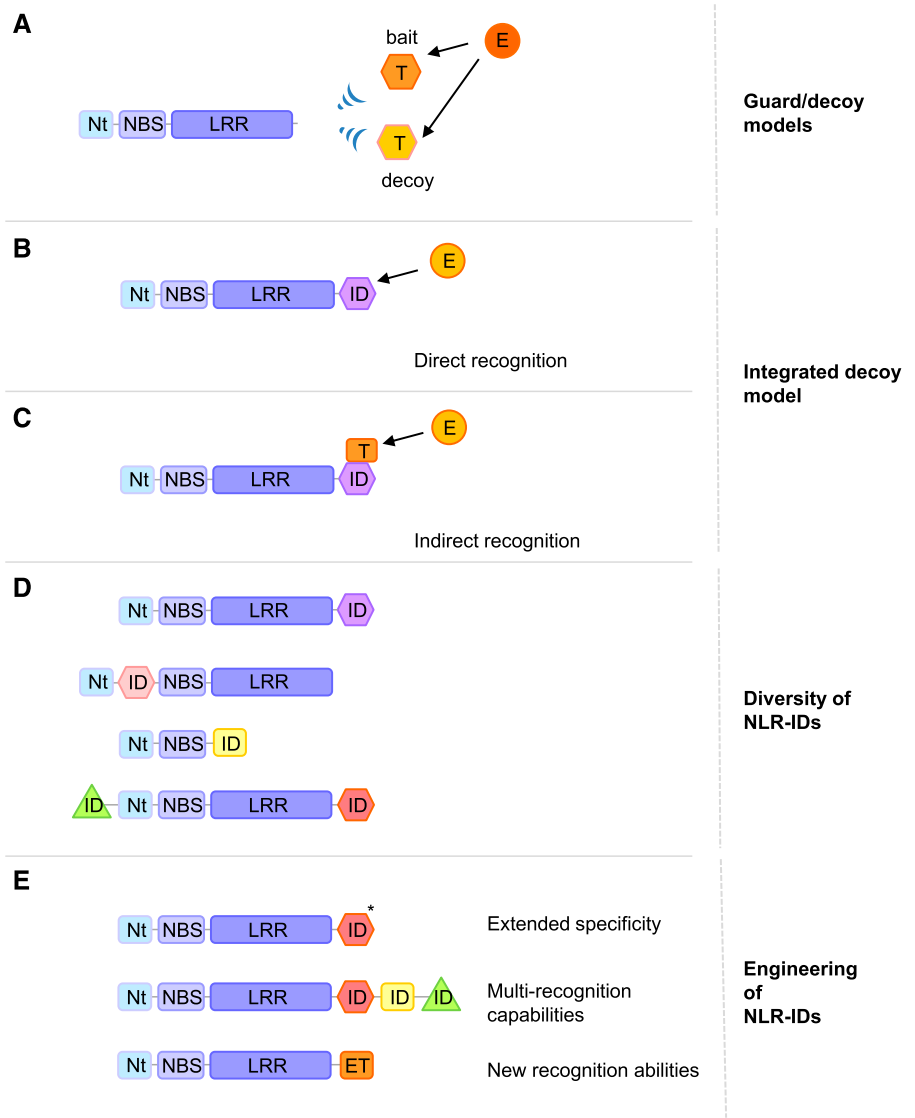 A
bait
E
T
Nt NBS LRR
T
decoy
Guard/decoy
models
B
E
Nt NBS LRR ID
Direct recognition
Integrated decoy
model
C
E
T
Nt NBS LRR ID
Indirect recognition
D
Nt NBS LRR ID
Nt ID NBS LRR
Nt NBS ID
ID Nt NBS LRR ID
Diversity of
NLR-IDs
E
Nt NBS LRR ID *
Extended specificity
Nt NBS LRR ID ID ID
Multi-recognition
capabilities
Nt NBS LRR ET
New recognition abilities
Engineering
of
NLR-IDs